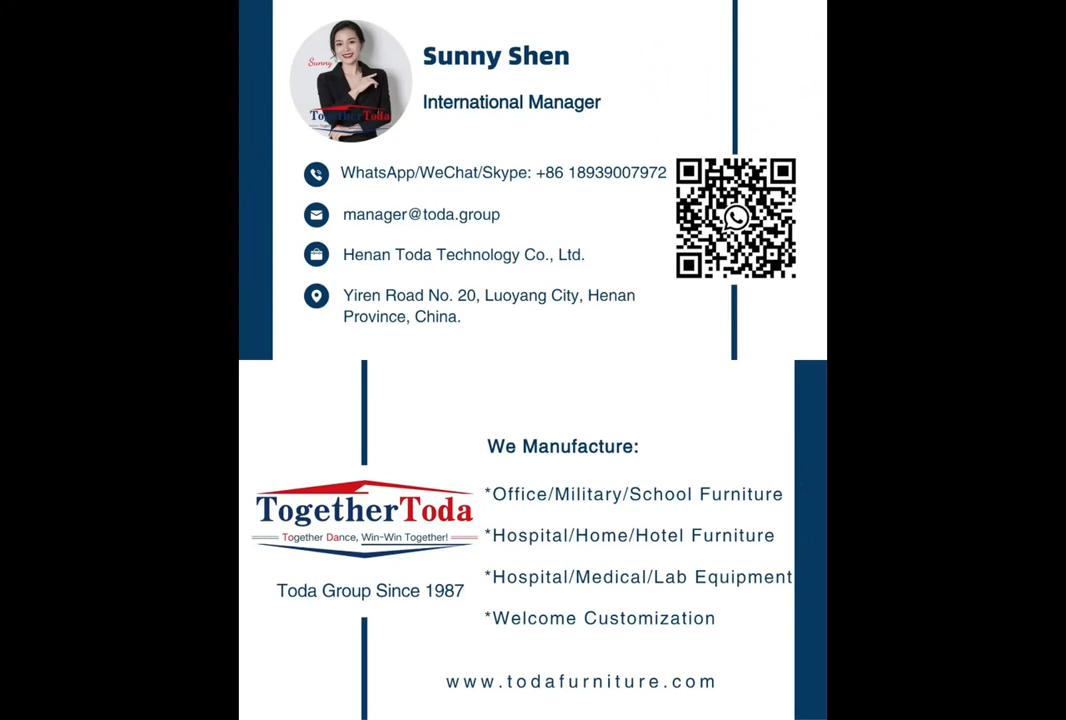 Sunny
TogetherToda
Sunny Shen
International Manager
WhatsApp/WeChat/Skype: +86 18939007972
manager@toda.group
Henan Toda Technology Co., Ltd.
Yiren Road No. 20, Luoyang City, Henan
Province, China.
We Manufacture:
*Office/Military/School Furniture
*Hospital/Home/Hotel Furniture
*Hospital/Medical/Lab Equipment
*Welcome Customization
TogetherToda
Together Dance, Win-Win Together!
Toda Group Since 1987
www.todafurniture.com